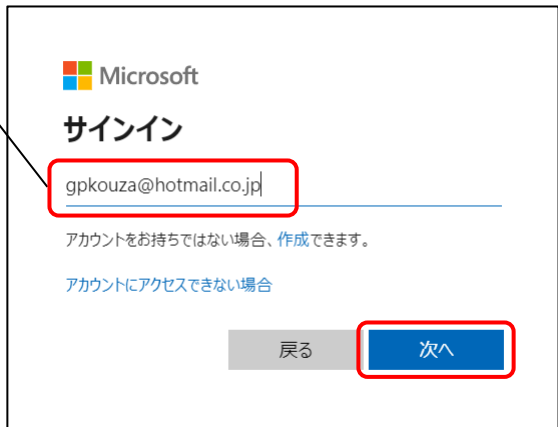 Microsoft
サインイン
gpkouza@hotmail.co.jp
アカウントをお持ちではない場合、作成できます。
アカウントにアクセスできない場合
戻る 次へ